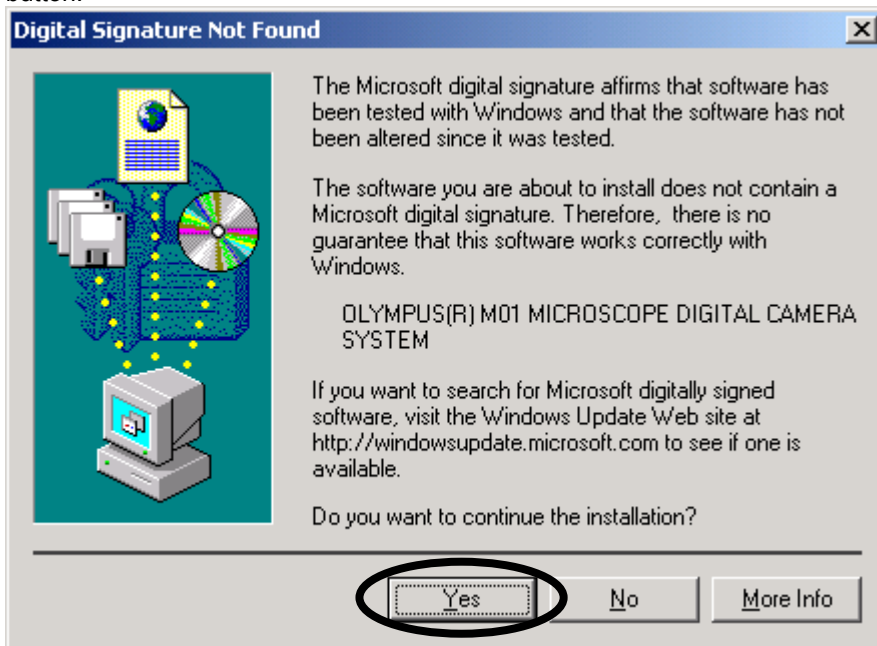 button.
Digital Signature Not Found
The Microsoft digital signature affirms that software has
been tested with Windows and that the software has not
been altered since it was tested.
The software you are about to install does not contain a
Microsoft digital signature. Therefore, there is no
guarantee that this software works correctly with
Windows.
OLYMPUS(R) M01 MICROSCOPE DIGITAL CAMERA
SYSTEM
If you want to search for Microsoft digitally signed
software, visit the Windows Update Web site at
http://windowsupdate.microsoft.com to see if one is
available.
Do you want to continue the installation?
Yes No More Info